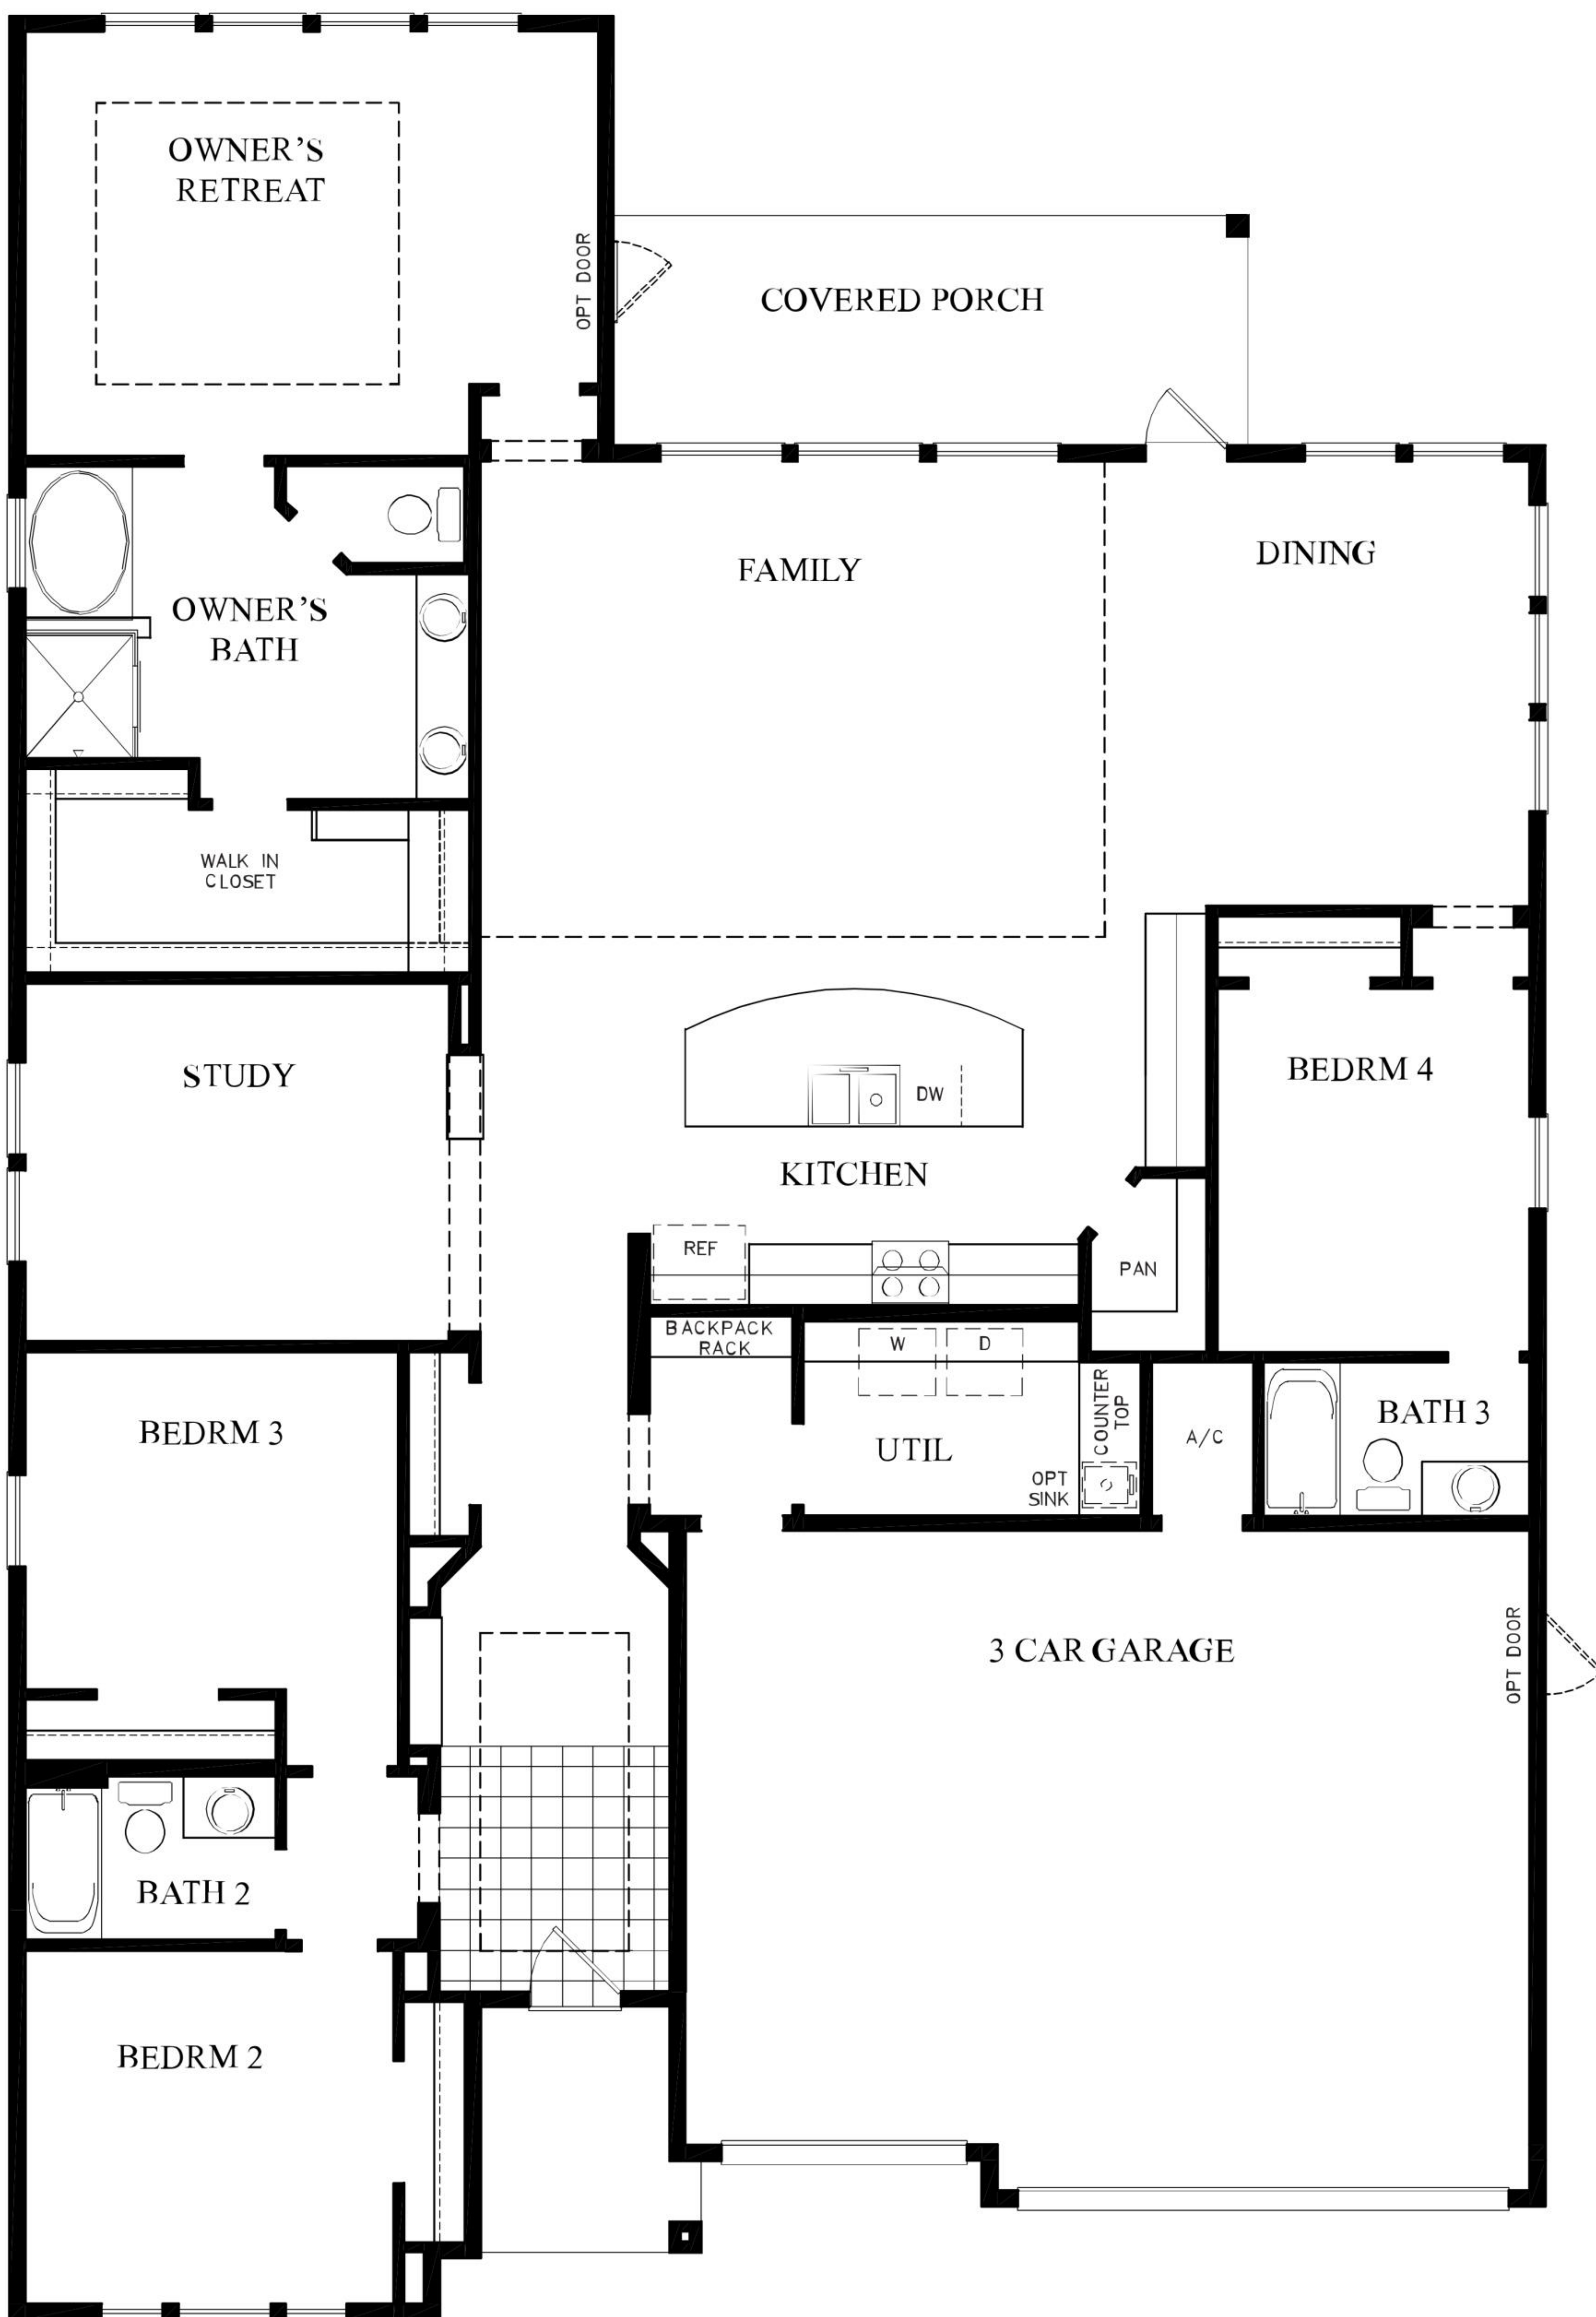 OWNER'S
RETREAT
OPT DOOR
COVERED PORCH
OWNER'S
BATH
FAMILY
DINING
WALK IN
CLOSET
STUDY
DW
BEDRM 4
KITCHEN
REF
PAN
BACKPACK
RACK
W
D
COUNTER
TOP
BEDRM 3
UTIL
OPT
SINK
A/C
BATH 3
3 CAR GARAGE
OPT DOOR
BATH 2
BEDRM 2